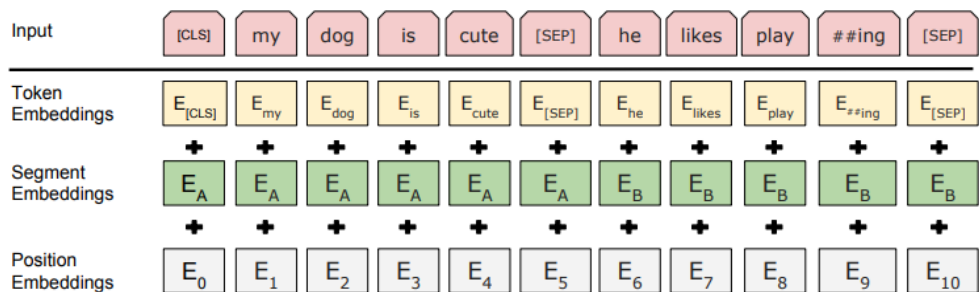 Input [CLS] my dog is cute [SEP] he likes play ##ing [SEP]
Token Embeddings E[CLS] Emy Edog Eis Ecute E[SEP] Ehe Elikes Eplay E##ing E[SEP]
+ + + + + + + + + + +
Segment Embeddings EA EA EA EA EA EA EB EB EB EB EB
+ + + + + + + + + + +
Position Embeddings E0 E1 E2 E3 E4 E5 E6 E7 E8 E9 E10